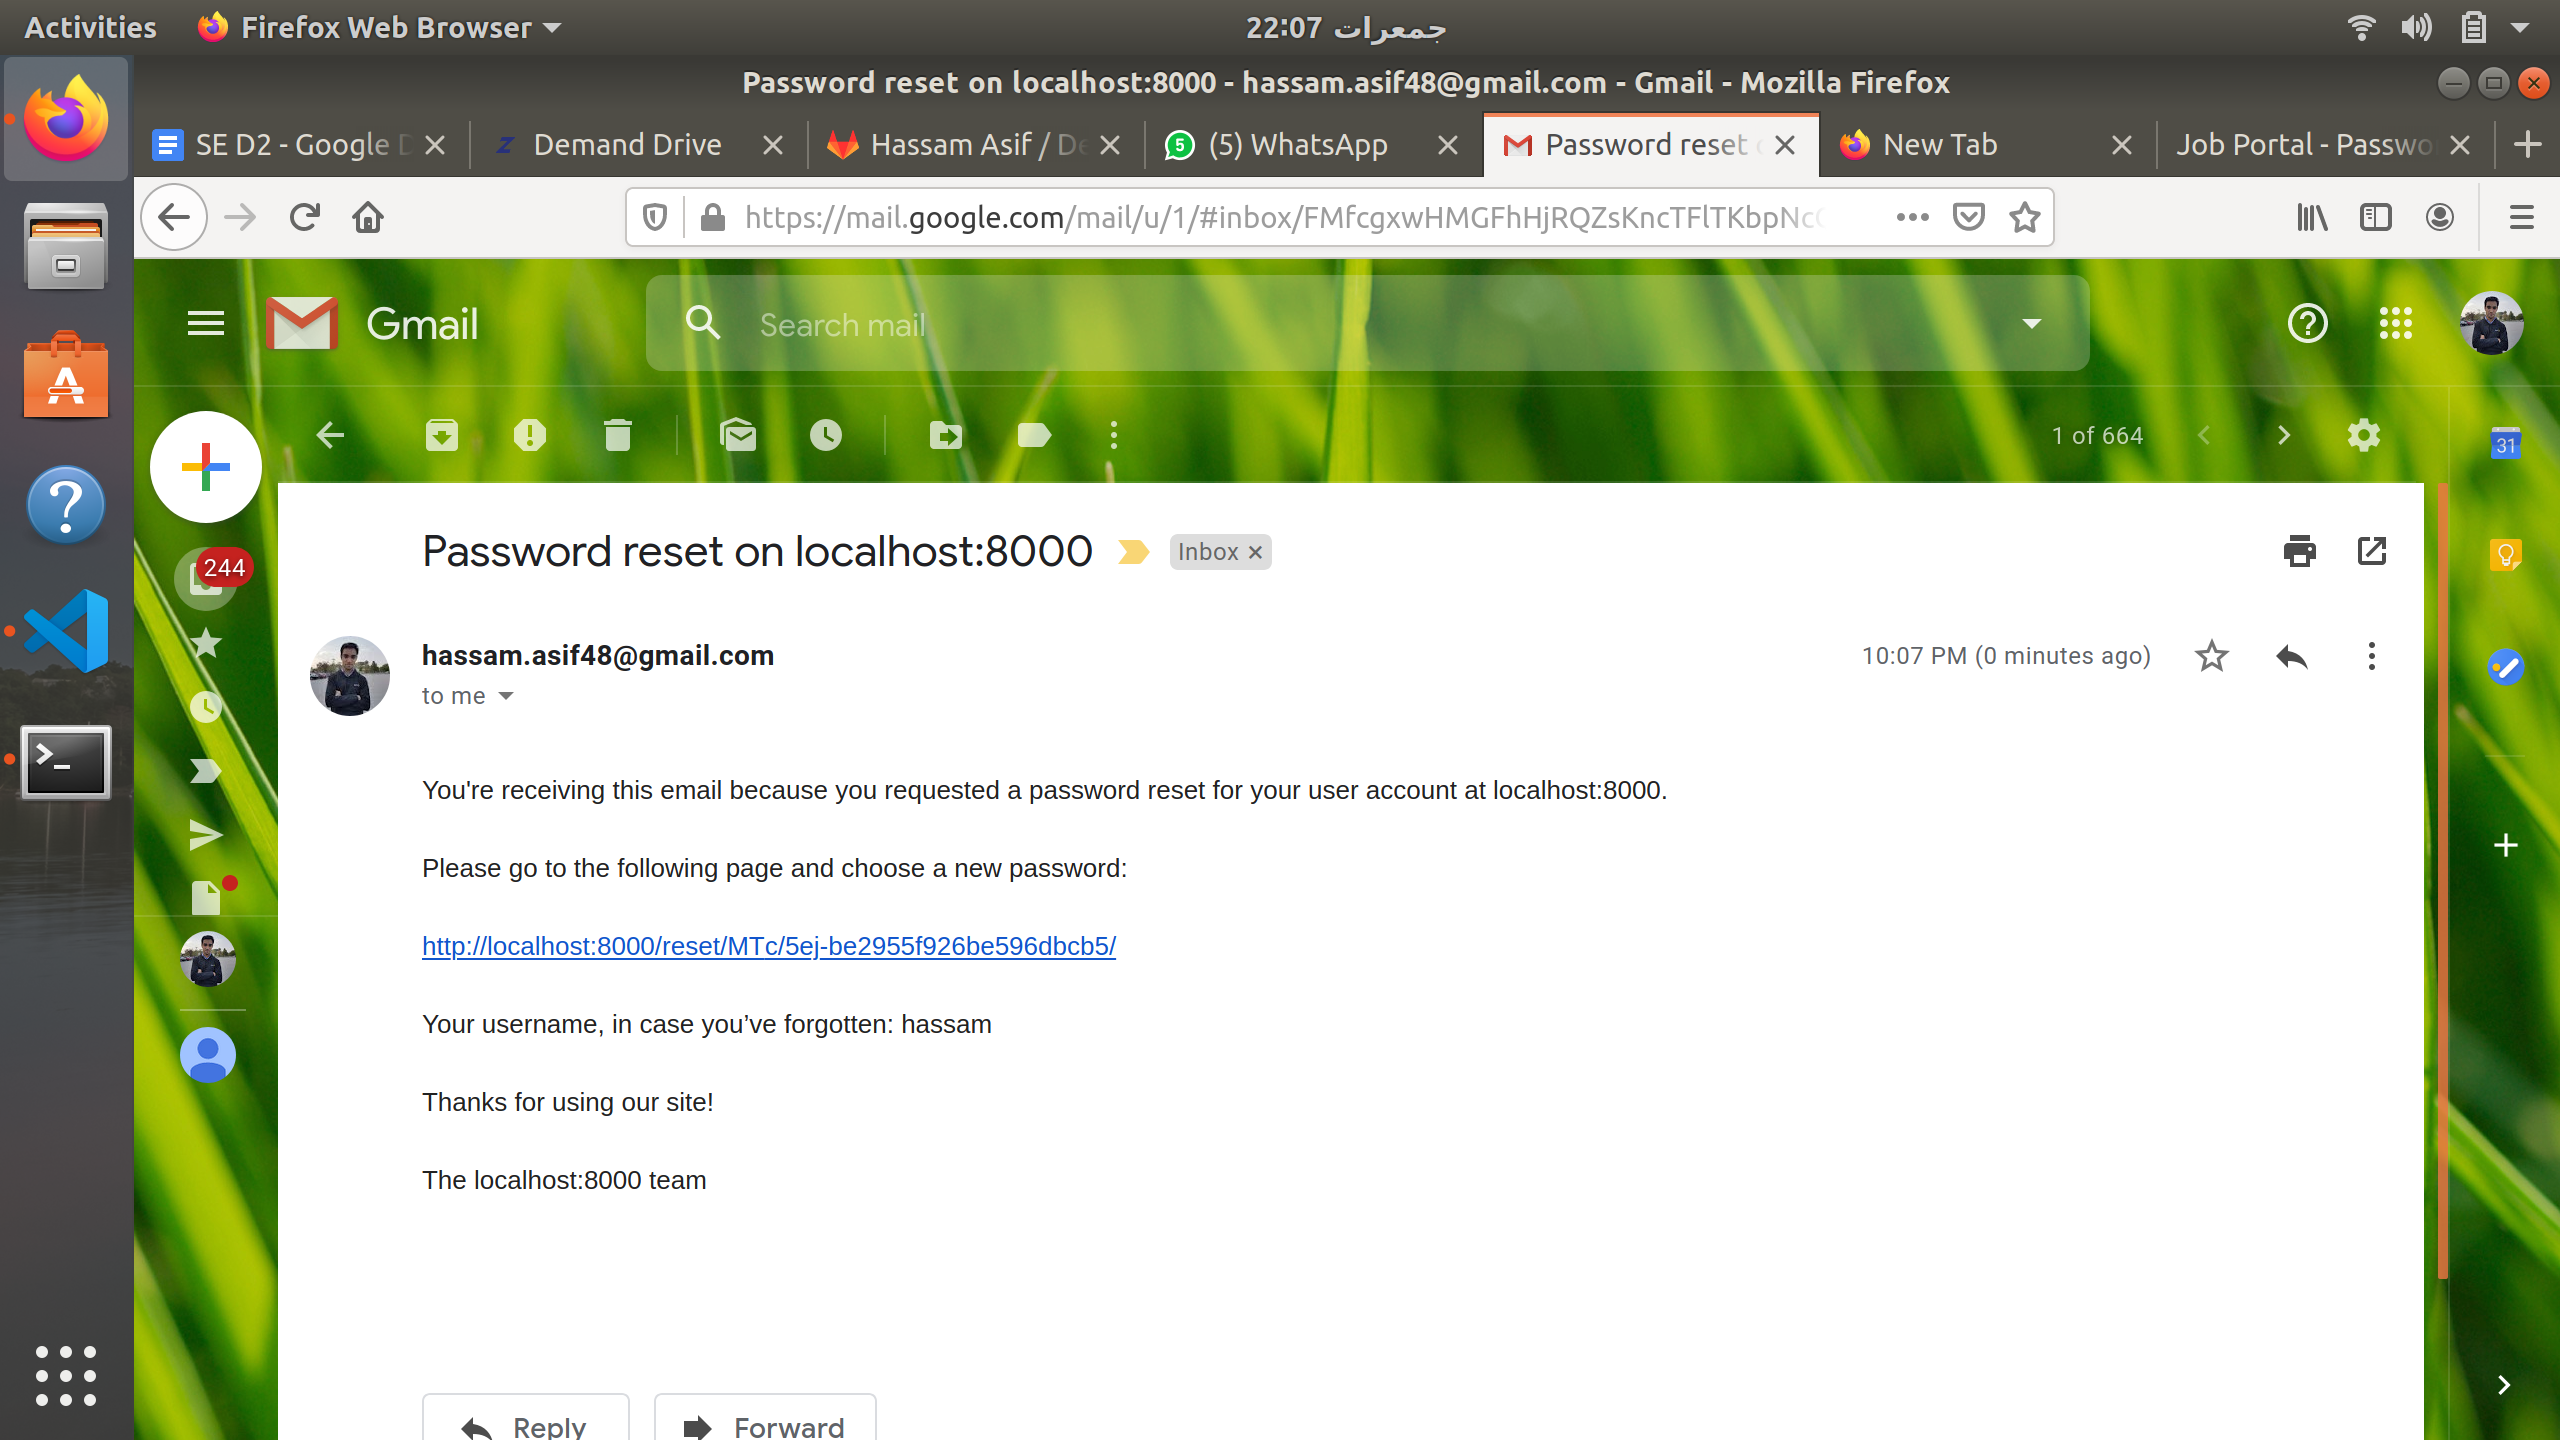 Activities
Firefox Web Browser
جمعرات 22:07
Password reset on localhost:8000 - hassam.asif48@gmail.com - Gmail - Mozilla Firefox
SE D2 - Google D
Demand Drive
Hassam Asif / De
(5) WhatsApp
Password reset
New Tab
Job Portal - Passwo
https://mail.google.com/mail/u/1/#inbox/FMfcgxwHMGFhHjRQZsKncTFlTKbpNc
Gmail
Search mail
1 of 664
31
244
Password reset on localhost:8000
Inbox
hassam.asif48@gmail.com
10:07 PM (0 minutes ago)
to me
You're receiving this email because you requested a password reset for your user account at localhost:8000.
Please go to the following page and choose a new password:
http://localhost:8000/reset/MTc/5ej-be2955f926be596dbcb5/
Your username, in case you’ve forgotten: hassam
Thanks for using our site!
The localhost:8000 team
Reply
Forward